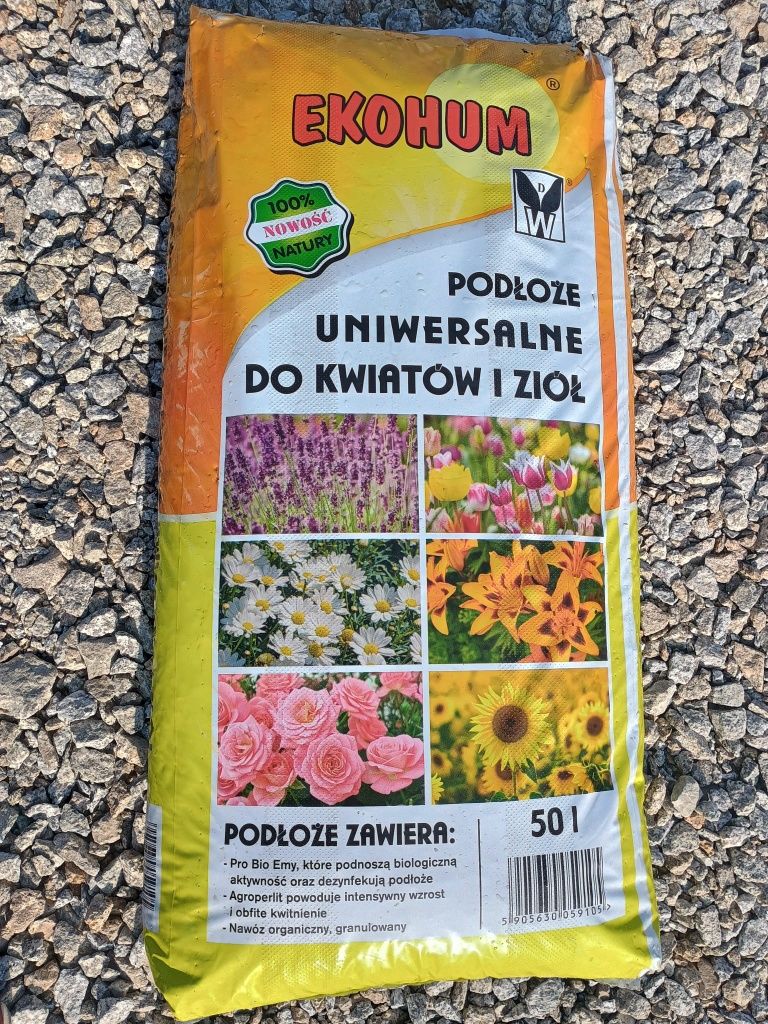 EKOHUM
®
100%
NOWOŚĆ
NATURY
D
W
®
PODŁOŻE
UNIWERSALNE
DO KWIATÓW I ZIÓŁ
PODŁOŻE ZAWIERA:
- Pro Bio Emy, które podnoszą biologiczną
aktywność oraz dezynfekują podłoże
- Agroperlit powoduje intensywny wzrost
i obfite kwitnienie
- Nawóz organiczny, granulowany
50 l
5 905630 059105 >